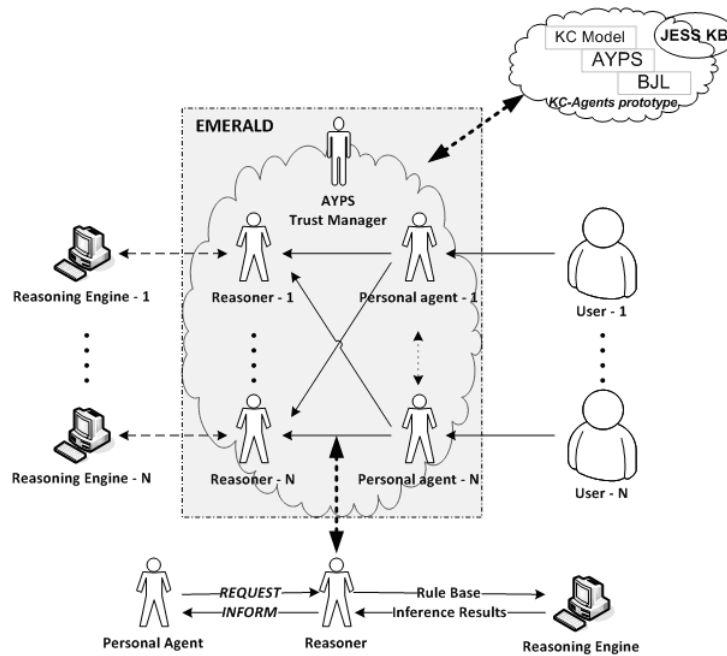 KC Model
JESS KB
AYPS
BJL
KC-Agents prototype
EMERALD
AYPS
Trust Manager
Reasoning Engine - 1
Reasoner - 1
Personal agent - 1
User - 1
Reasoning Engine - N
Reasoner - N
Personal agent - N
User - N
REQUEST
Rule Base
INFORM
Inference Results
Personal Agent
Reasoner
Reasoning Engine